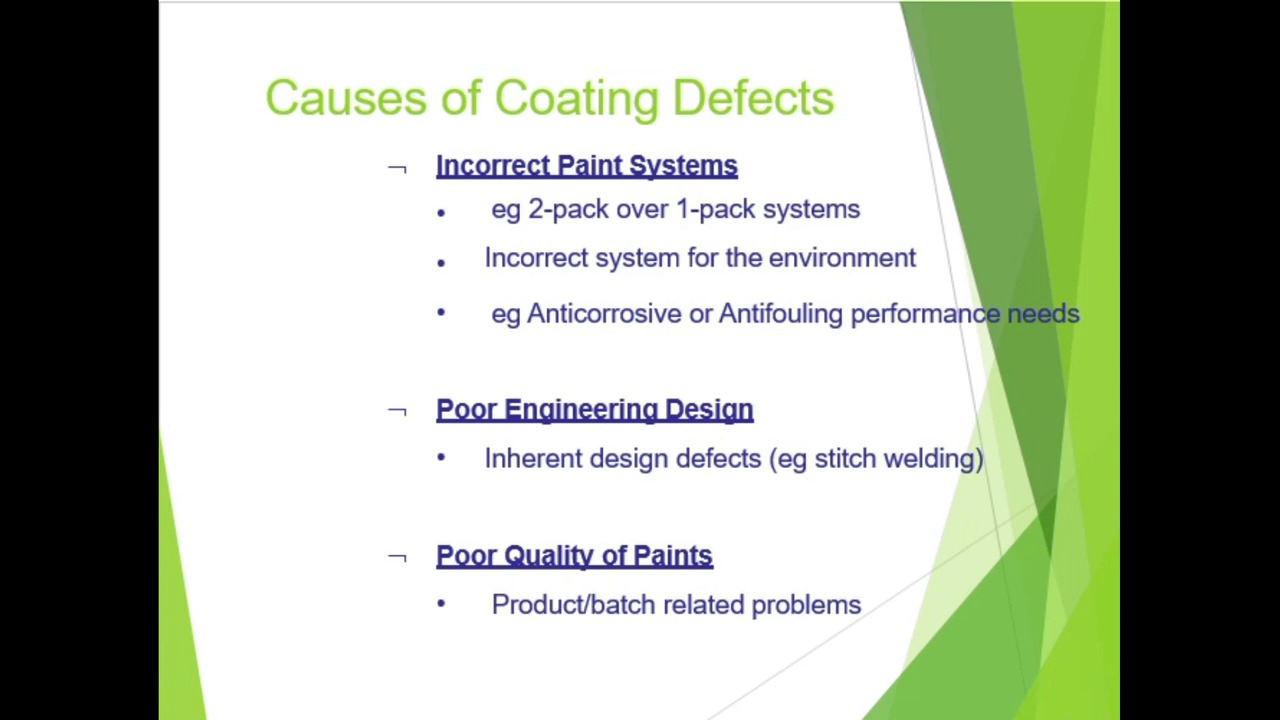 Causes of Coating Defects
¬ Incorrect Paint Systems
• eg 2-pack over 1-pack systems
• Incorrect system for the environment
• eg Anticorrosive or Antifouling performance needs
¬ Poor Engineering Design
• Inherent design defects (eg stitch welding)
¬ Poor Quality of Paints
• Product/batch related problems